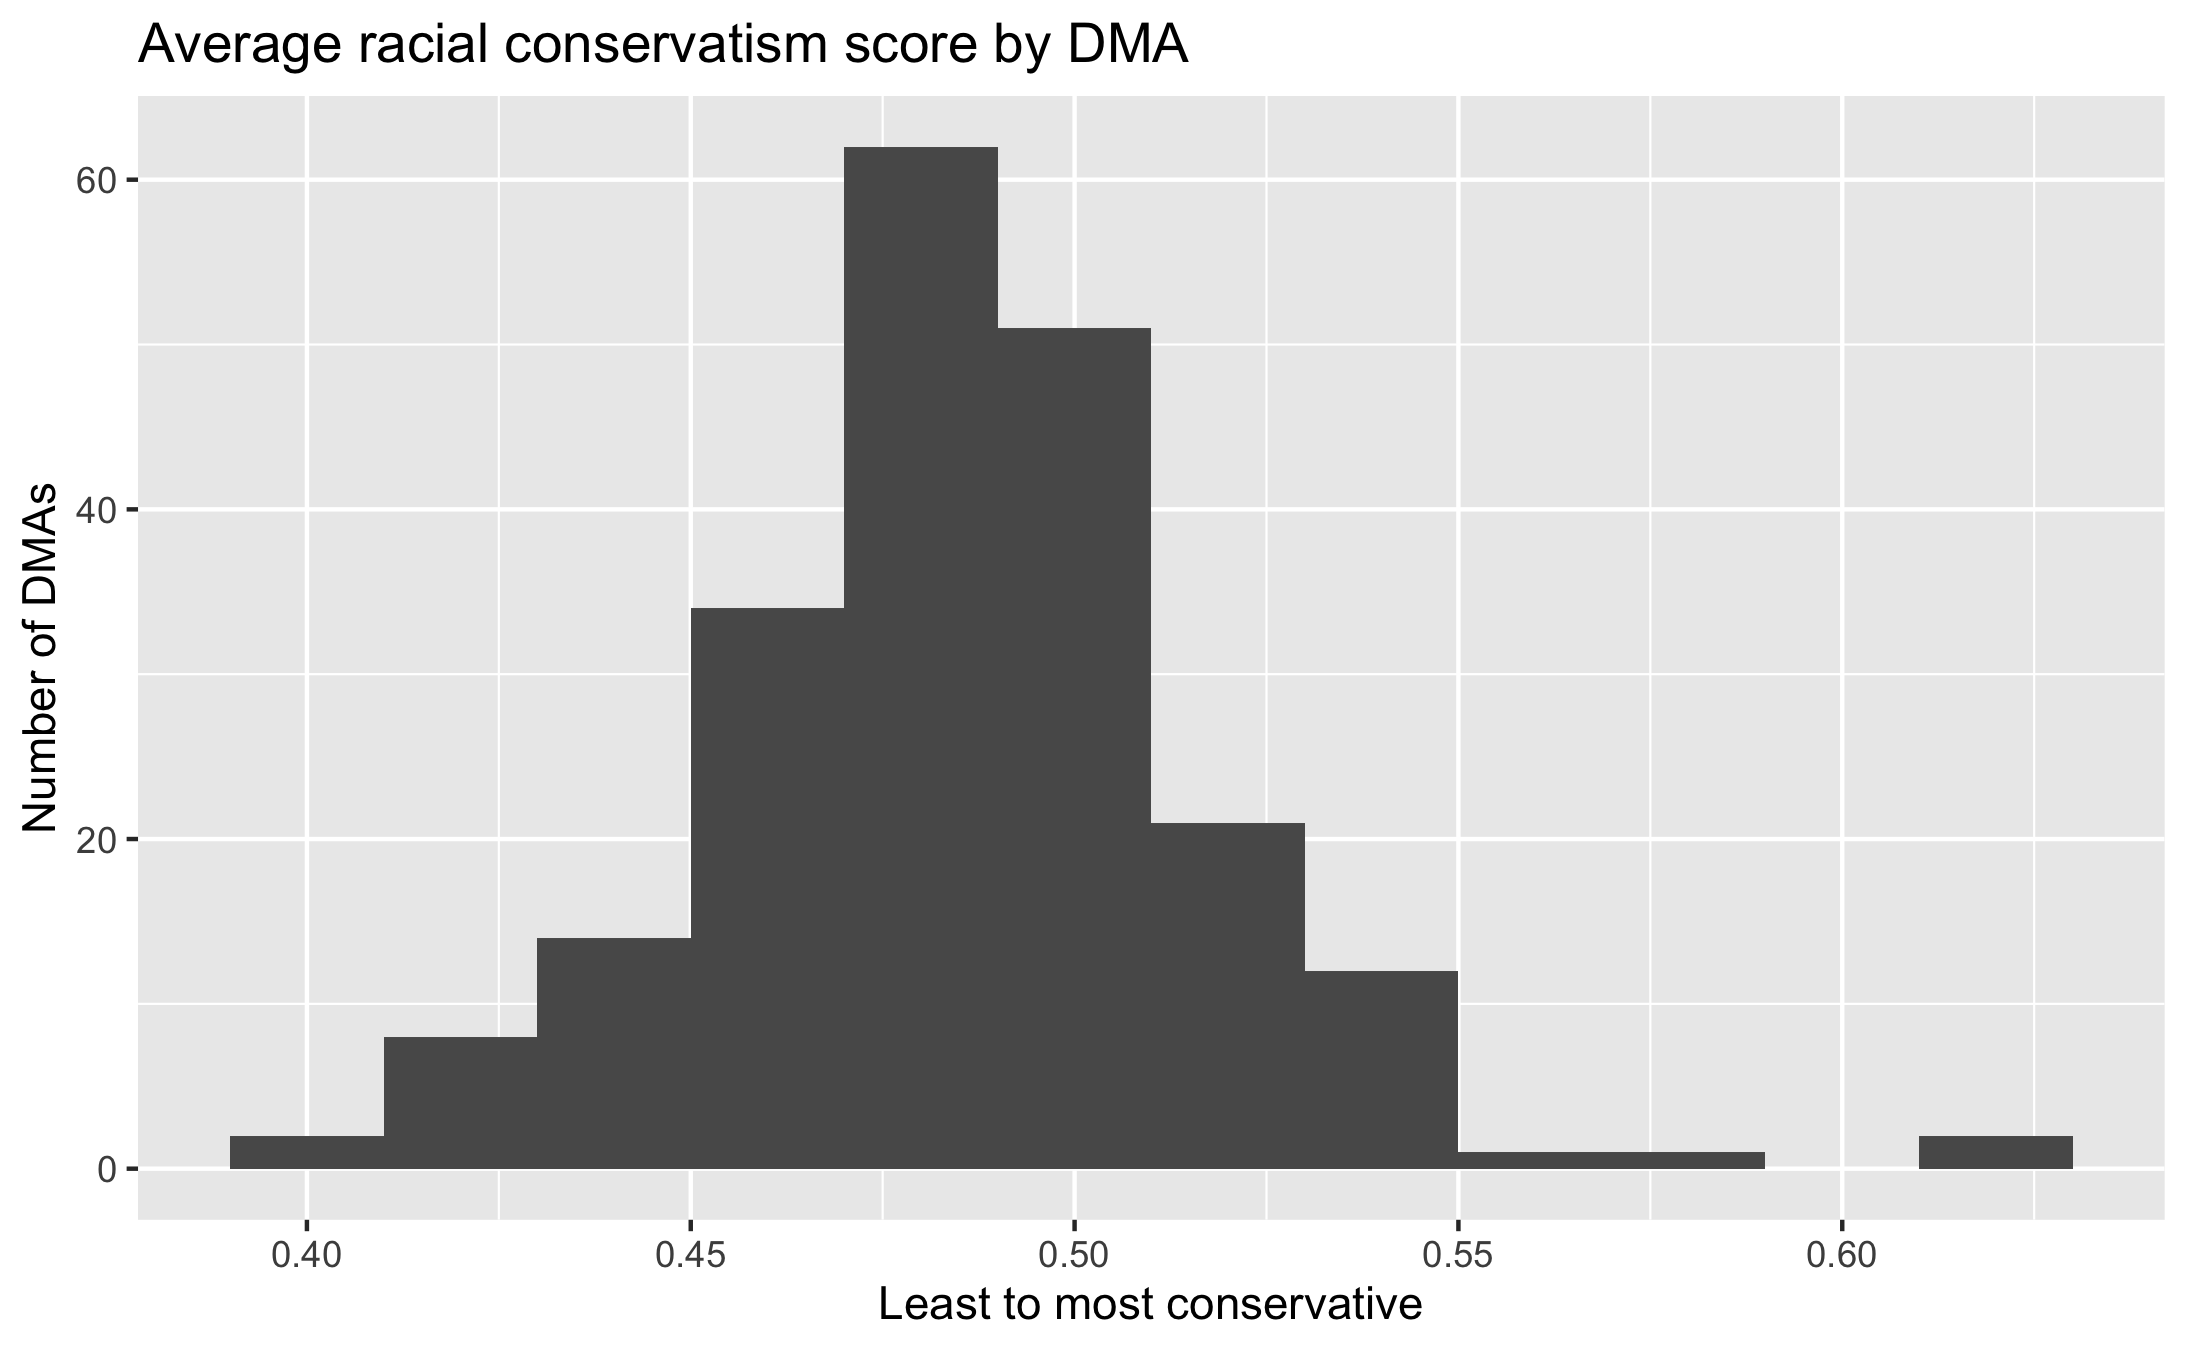 Average racial conservatism score by DMA
Number of DMAs
60
40
20
0
0.40 0.45 0.50 0.55 0.60
Least to most conservative